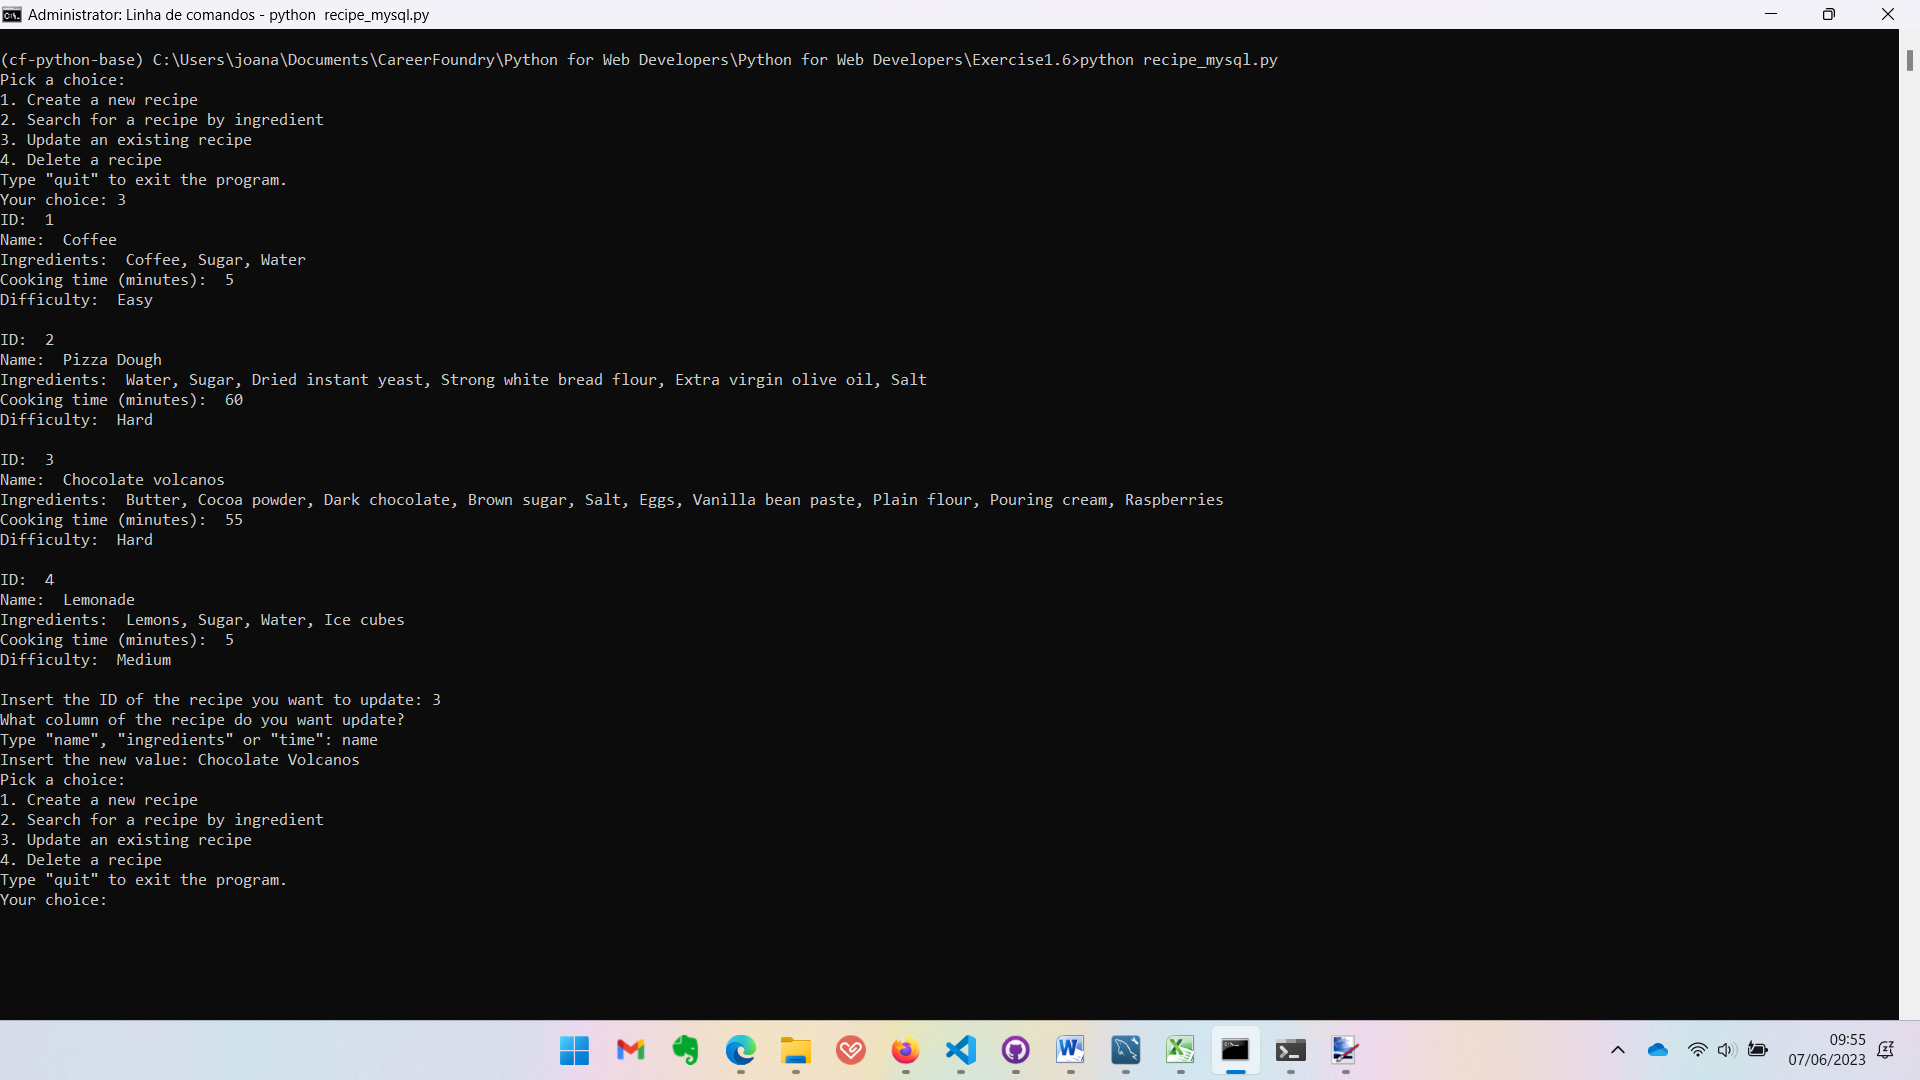 Administrator: Linha de comandos - python  recipe_mysql.py
(cf-python-base) C:\Users\joana\Documents\CareerFoundry\Python for Web Developers\Python for Web Developers\Exercise1.6>python recipe_mysql.py
Pick a choice:
1. Create a new recipe
2. Search for a recipe by ingredient
3. Update an existing recipe
4. Delete a recipe
Type "quit" to exit the program.
Your choice: 3
ID:  1
Name:  Coffee
Ingredients:  Coffee, Sugar, Water
Cooking time (minutes):  5
Difficulty:  Easy
ID:  2
Name:  Pizza Dough
Ingredients:  Water, Sugar, Dried instant yeast, Strong white bread flour, Extra virgin olive oil, Salt
Cooking time (minutes):  60
Difficulty:  Hard
ID:  3
Name:  Chocolate volcanos
Ingredients:  Butter, Cocoa powder, Dark chocolate, Brown sugar, Salt, Eggs, Vanilla bean paste, Plain flour, Pouring cream, Raspberries
Cooking time (minutes):  55
Difficulty:  Hard
ID:  4
Name:  Lemonade
Ingredients:  Lemons, Sugar, Water, Ice cubes
Cooking time (minutes):  5
Difficulty:  Medium
Insert the ID of the recipe you want to update: 3
What column of the recipe do you want update?
Type "name", "ingredients" or "time": name
Insert the new value: Chocolate Volcanos
Pick a choice:
1. Create a new recipe
2. Search for a recipe by ingredient
3. Update an existing recipe
4. Delete a recipe
Type "quit" to exit the program.
Your choice:
09:55
07/06/2023